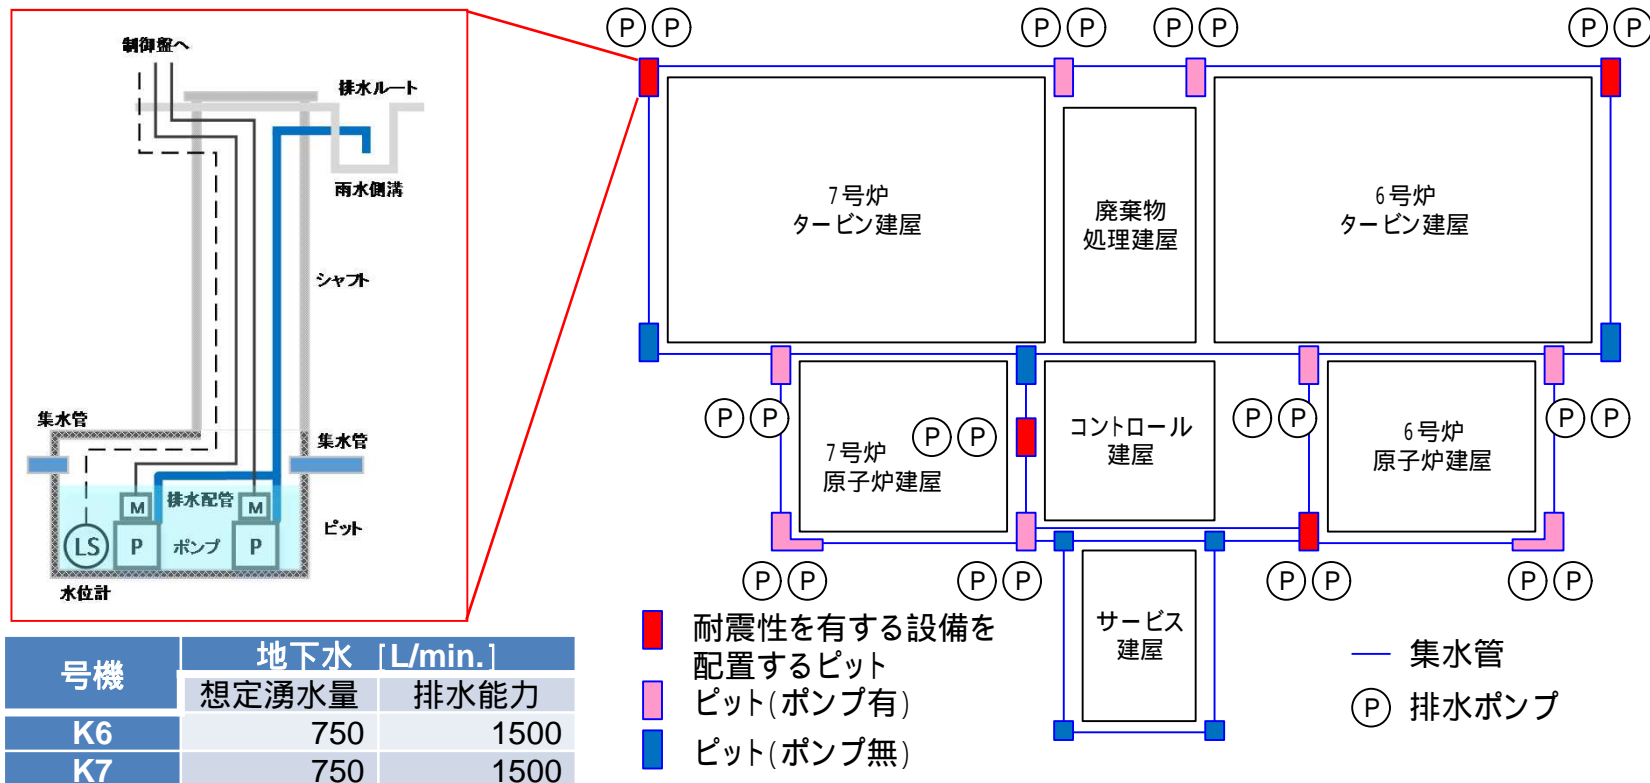 制御盤へ
排水ルート
雨水側溝
シャフト
集水管
集水管
排水配管
M
M
ピット
LS
P
ポンプ
P
水位計
P P
P P
P P
P P
7号炉
タービン建屋
廃棄物
処理建屋
6号炉
タービン建屋
P P
P P
P P
P P
7号炉
原子炉建屋
コントロール
建屋
6号炉
原子炉建屋
P P
P P
P P
P P
サービス
建屋
耐震性を有する設備を
配置するピット
ピット(ポンプ有)
ピット(ポンプ無)
集水管
P 排水ポンプ
号機 地下水 [L/min.]
想定湧水量 排水能力
K6 750 1500
K7 750 1500